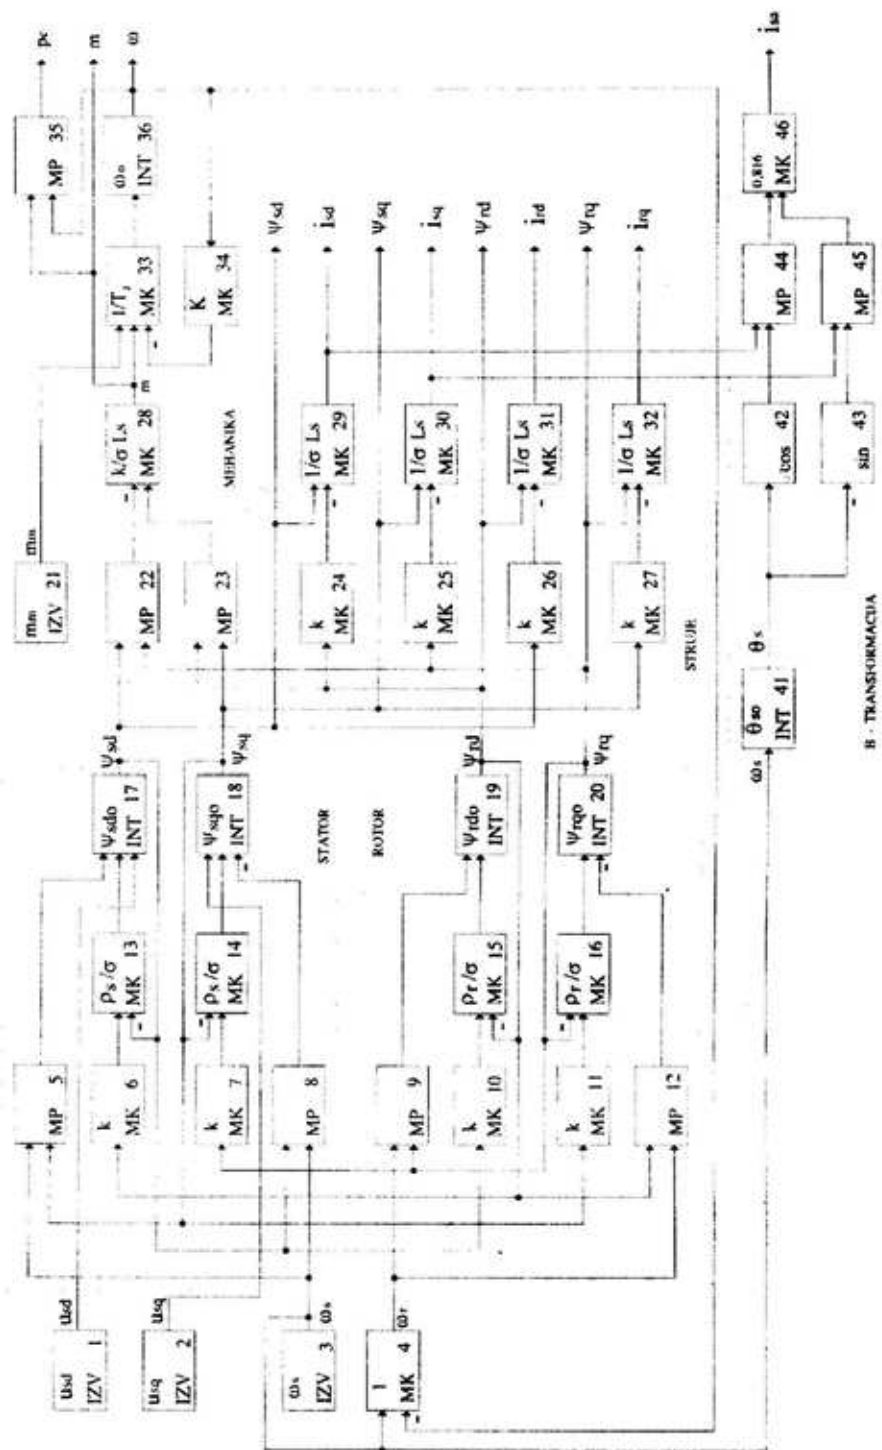 usd
IZV 1
usd
usq
IZV 2
usq
ωs
IZV 3
ωs
1
MK 4
ωr
MP 5
k
MK 6
k
MK 7
MP 8
MP 9
k
MK 10
k
MK 11
MP 12
ρs/σ
MK 13
ρs/σ
MK 14
ρr/σ
MK 15
ρr/σ
MK 16
ψsdo
INT 17
ψsd
ψsqo
INT 18
ψsq
STATOR
ROTOR
ψrdo
INT 19
ψrd
ψrqo
INT 20
ψrq
mm
IZV 21
mm
MP 22
MP 23
k
MK 24
k
MK 25
k
MK 26
k
MK 27
STRUJE
k/σ Ls
MK 28
m
MEHANIKA
1/σ Ls
MK 29
1/σ Ls
MK 30
1/σ Ls
MK 31
1/σ Ls
MK 32
1/Tj
MK 33
K
MK 34
MP 35
ωo
INT 36
pe
m
ω
ψsd
isd
ψsq
isq
ψrd
ird
ψrq
irq
ωs
θso
INT 41
θs
cos
42
sin
43
MP 44
MP 45
0,816
MK 46
isa
B - TRANSFORMACIJA